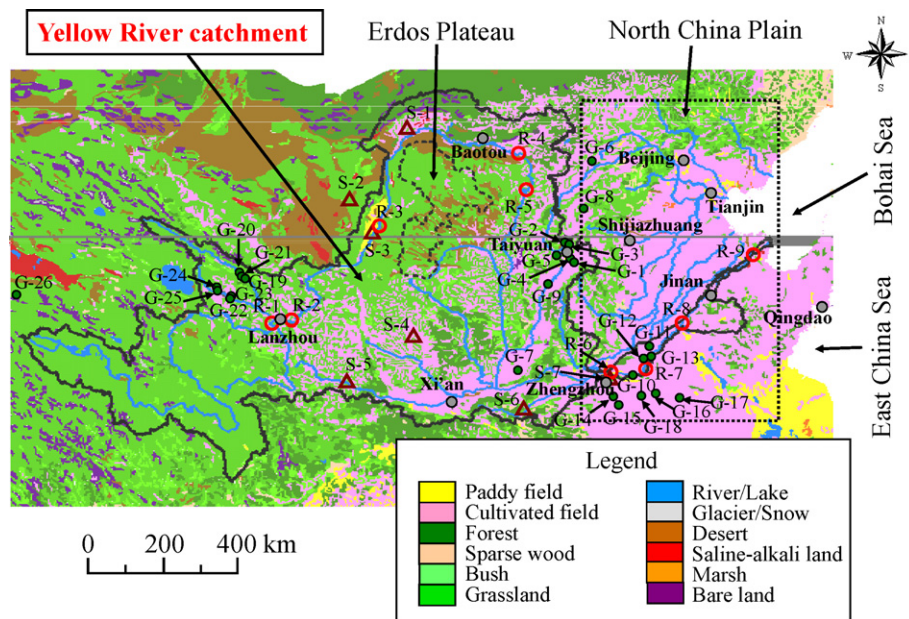 Yellow River catchment
Erdos Plateau
North China Plain
N
W
E
S
S-1
R-4
Baotou
G-6
Beijing
Bohai Sea
S-2
R-3
R-5
G-8
Tianjin
S-3
G-2
Shijiazhuang
G-20
G-21
Taiyuan
G-3
G-5
G-1
R-9
G-26
G-24
G-19
G-4
G-25
G-23
G-9
Jinan
G-22
R-1
R-2
G-12
R-8
Qingdao
Lanzhou
S-4
G-11
East China Sea
R-6
G-13
S-5
G-7
S-7
R-7
Xi'an
Zhengzhou
G-10
S-6
G-17
G-14
G-16
G-15
G-18
Legend
Paddy field
River/Lake
Cultivated field
Glacier/Snow
Forest
Desert
Sparse wood
Saline-alkali land
Bush
Marsh
Grassland
Bare land
0 200 400 km